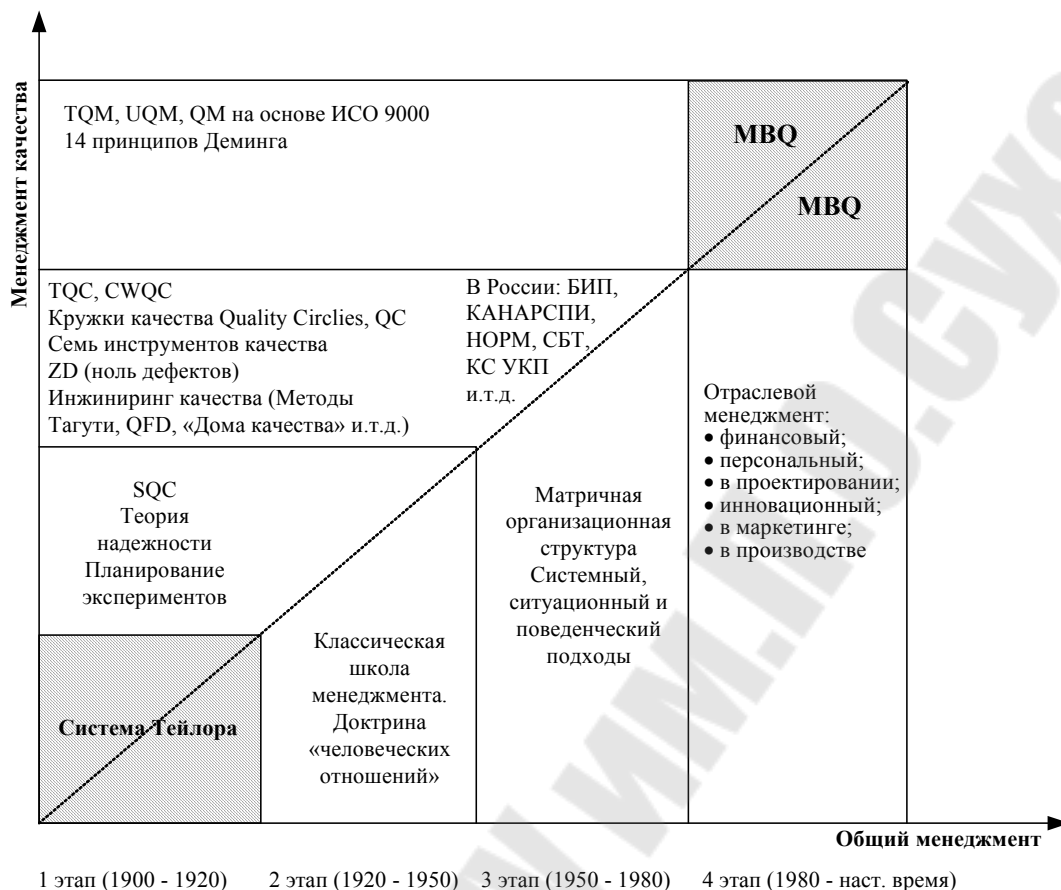 Менеджмент качества
TQM, UQM, QM на основе ИСО 9000
14 принципов Деминга
MBQ
MBQ
TQC, CWQC
Кружки качества Quality Circlies, QC
Семь инструментов качества
ZD (ноль дефектов)
Инжиниринг качества (Методы
Тагути, QFD, «Дома качества» и.т.д.)
В России: БИП,
КАНАРСПИ,
НОРМ, СБТ,
КС УКП
и.т.д.
Отраслевой
менеджмент:
• финансовый;
• персональный;
• в проектировании;
• инновационный;
• в маркетинге;
• в производстве
SQC
Теория
надежности
Планирование
экспериментов
Матричная
организационная
структура
Системный,
ситуационный и
поведенческий
подходы
Классическая
школа
менеджмента.
Доктрина
«человеческих
отношений»
Система Тейлора
Общий менеджмент
1 этап (1900 - 1920) 2 этап (1920 - 1950) 3 этап (1950 - 1980) 4 этап (1980 - наст. время)
им.П.О.Сухо